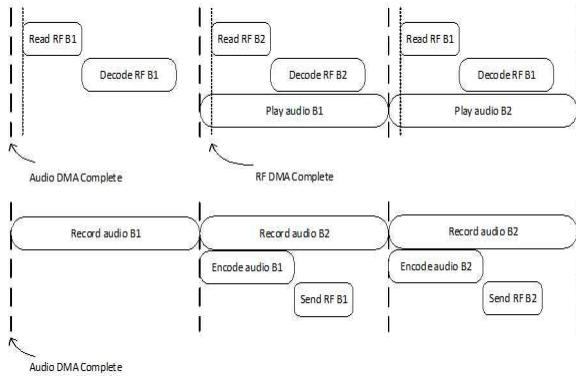 Read RF B1
Read RF B2
Read RF B1
Decode RF B1
Decode RF B2
Decode RF B1
Play audio B1
Play audio B2
Audio DMA Complete
RF DMA Complete
Record audio B1
Record audio B2
Record audio B2
Encode audio B1
Encode audio B2
Send RF B1
Send RF B2
Audio DMA Complete